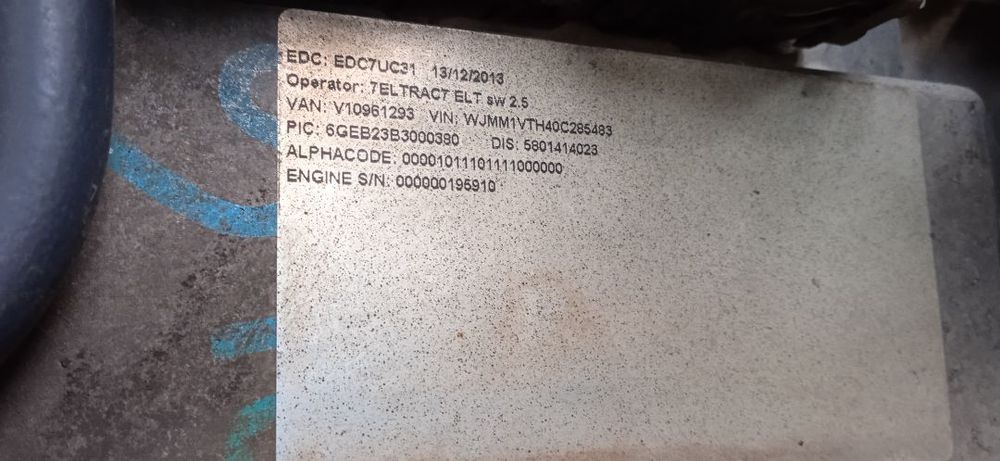 EDC: EDC7UC31 13/12/2013
Operator: 7ELTRAC7 ELT sw 2.5
VAN: V10961293 VIN: WJMM1VTH40C285483
PIC: 6GEB23B3000380 DIS: 5801414023
ALPHACODE: 00001011101111000000
ENGINE S/N: 000000195910